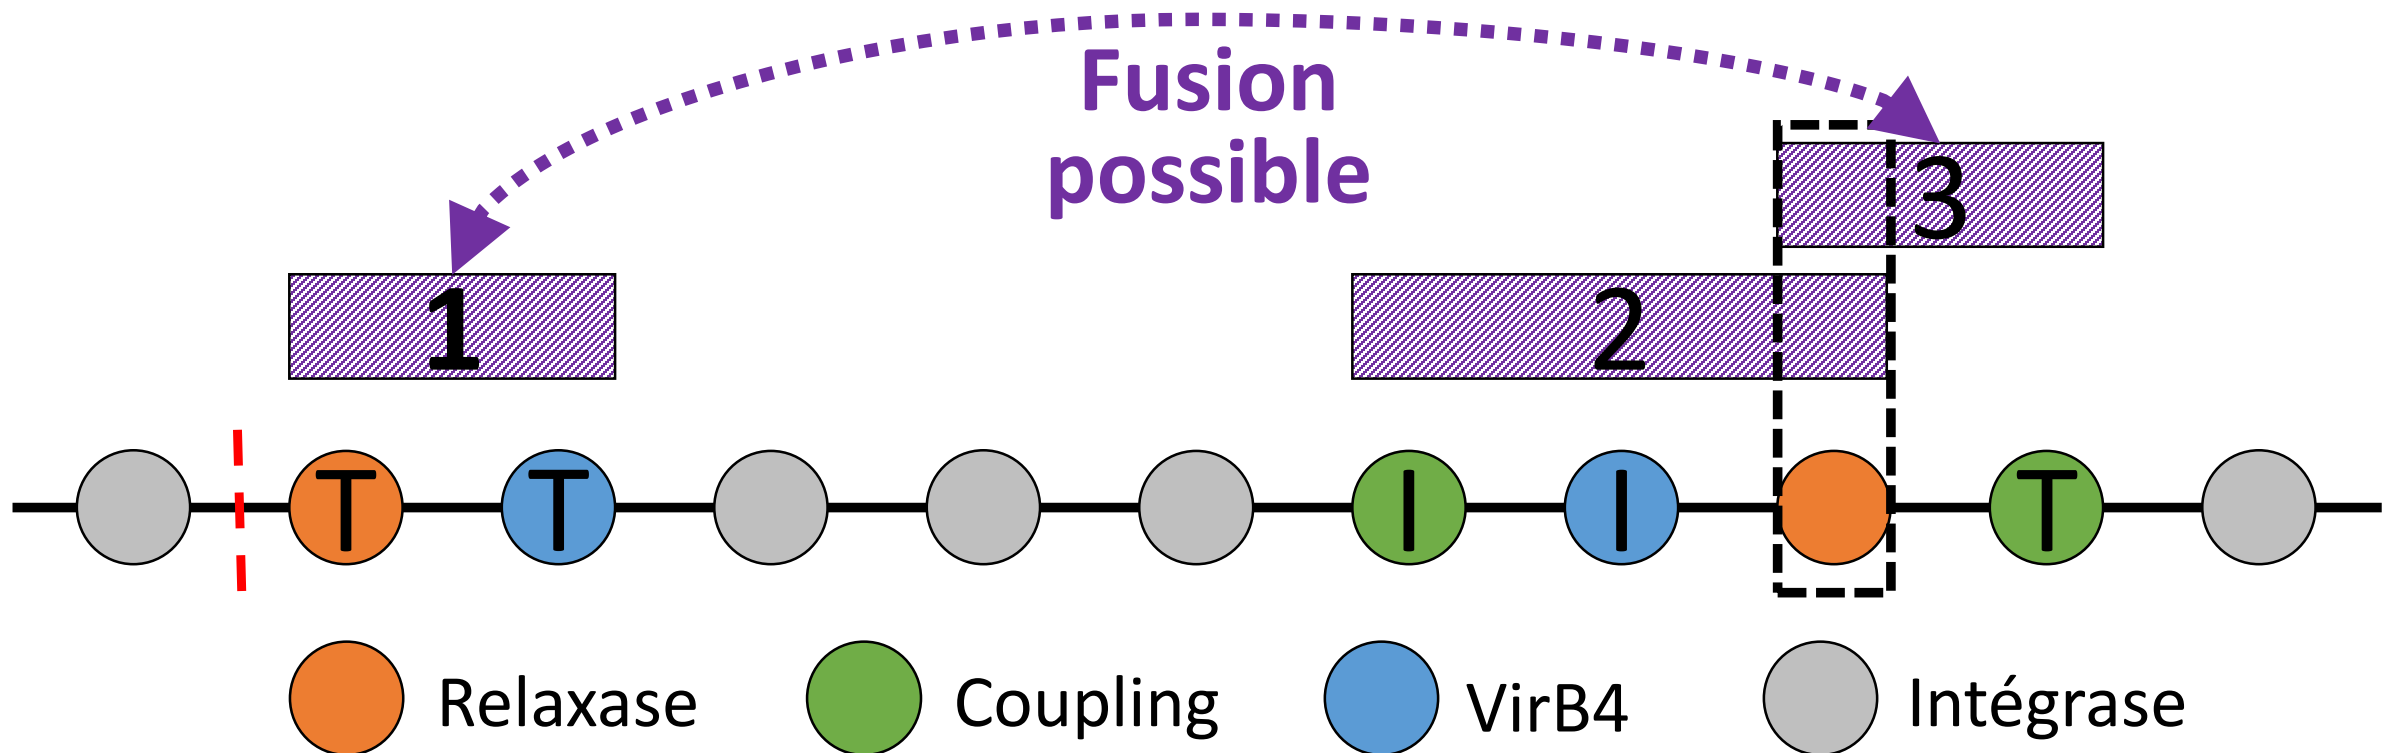 Fusion
possible
3
1
2
T T I I T
Relaxase Coupling VirB4 Intégrase